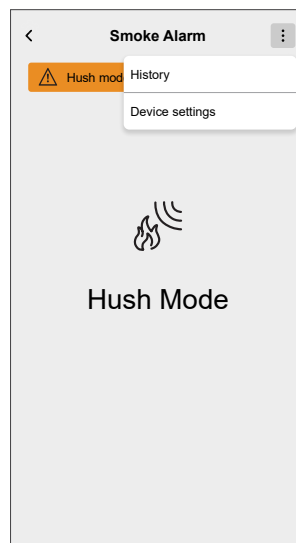 Smoke Alarm
Hush mod
History
Device settings
Hush Mode